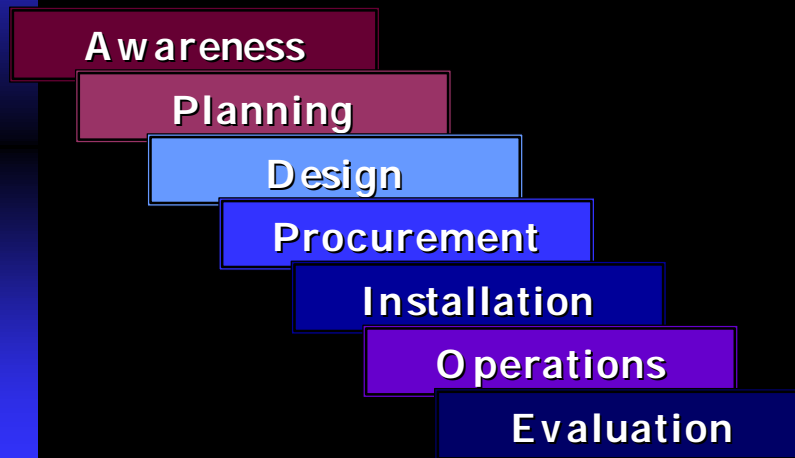 Awareness
Planning
Design
Procurement
Installation
Operations
Evaluation